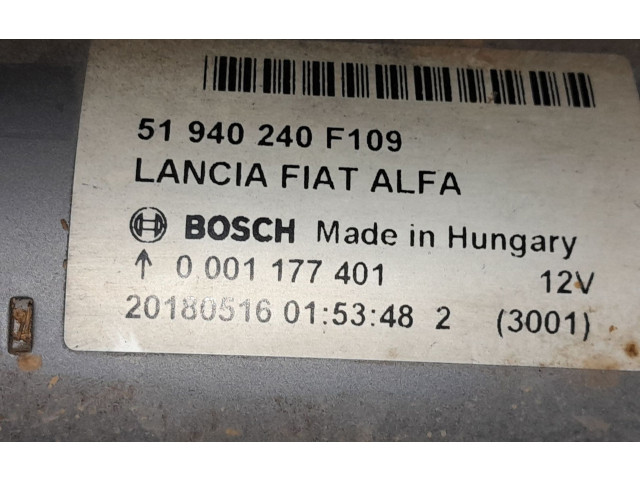 51 940 240 F109
LANCIA FIAT ALFA
BOSCH Made in Hungary
↑ 0 001 177 401 12V
20180516 01:53:48 2 (3001)